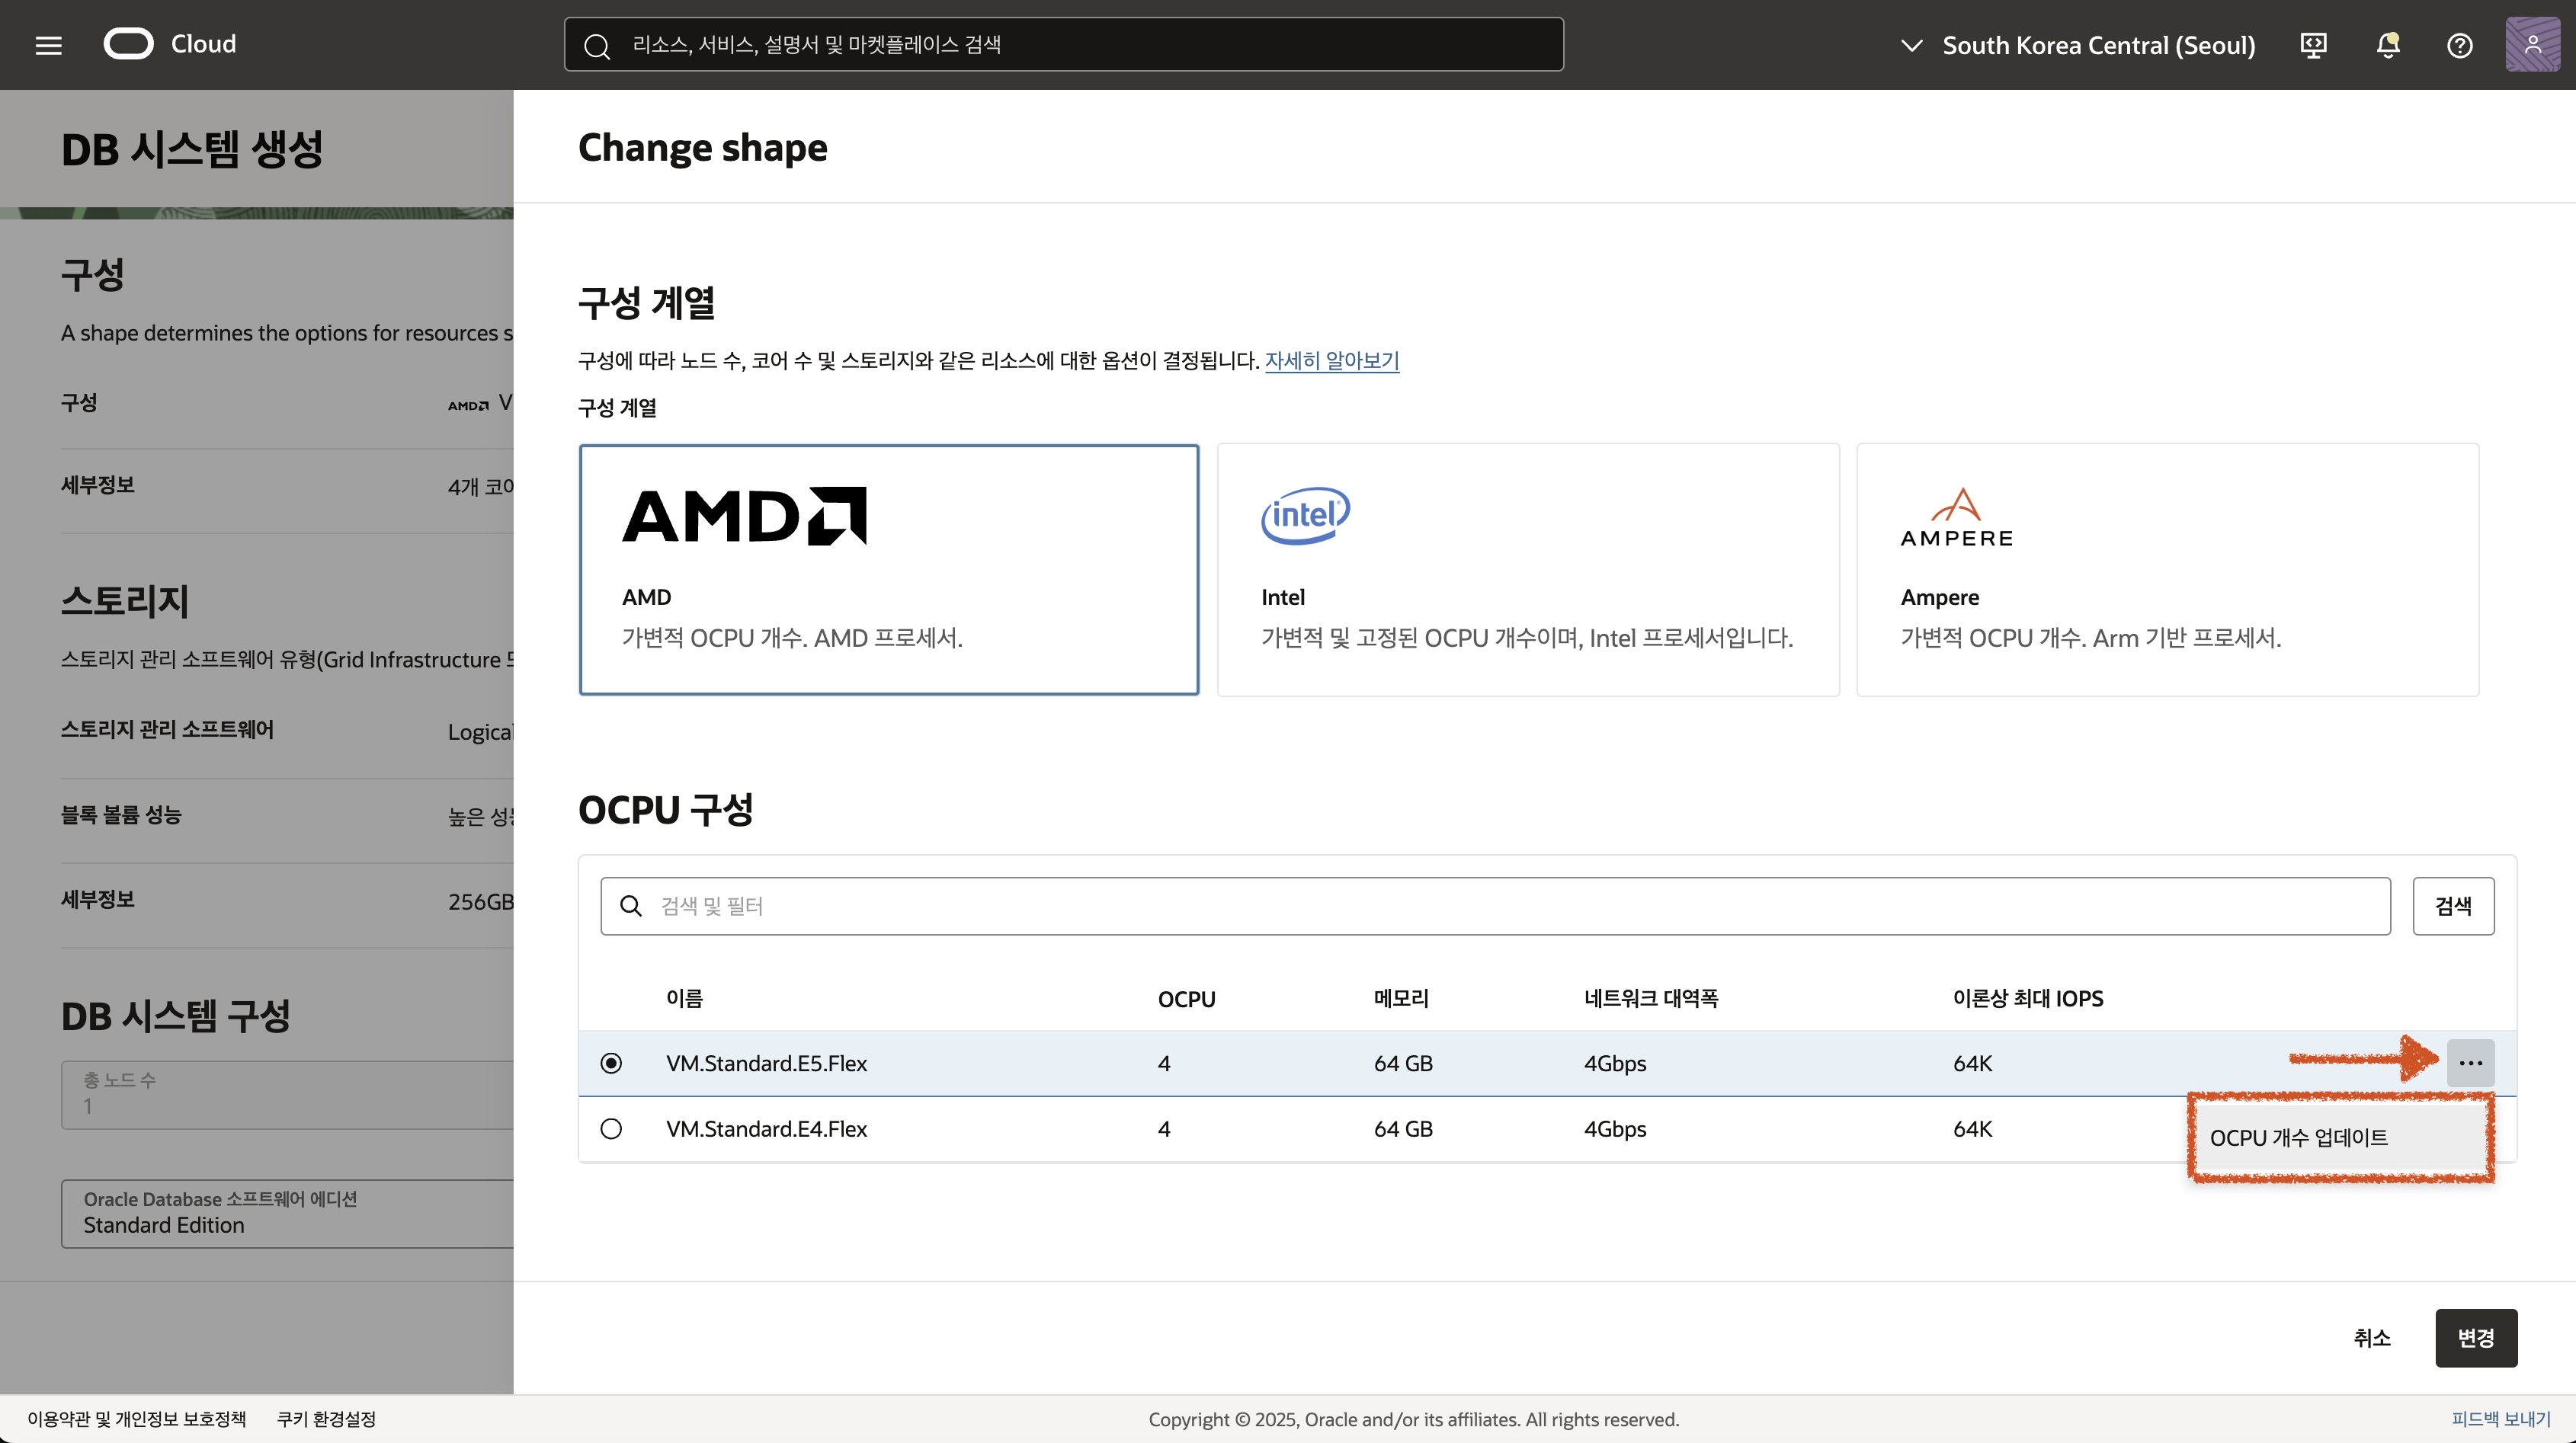 Cloud
리소스, 서비스, 설명서 및 마켓플레이스 검색
South Korea Central (Seoul)
DB 시스템 생성
구성
A shape determines the options for resources s
구성
AMD V
세부정보
4개 코어
스토리지
스토리지 관리 소프트웨어 유형(Grid Infrastructure
스토리지 관리 소프트웨어
Logical
블록 볼륨 성능
높은 성능
세부정보
256GB
DB 시스템 구성
총 노드 수
1
Oracle Database 소프트웨어 에디션
Standard Edition
Change shape
구성 계열
구성에 따라 노드 수, 코어 수 및 스토리지와 같은 리소스에 대한 옵션이 결정됩니다. 자세히 알아보기
구성 계열
AMD
AMD
가변적 OCPU 개수. AMD 프로세서.
intel
Intel
가변적 및 고정된 OCPU 개수이며, Intel 프로세서입니다.
AMPERE
Ampere
가변적 OCPU 개수. Arm 기반 프로세서.
OCPU 구성
검색 및 필터
검색
이름 OCPU 메모리 네트워크 대역폭 이론상 최대 IOPS
VM.Standard.E5.Flex 4 64 GB 4Gbps 64K
VM.Standard.E4.Flex 4 64 GB 4Gbps 64K
OCPU 개수 업데이트
취소
변경
이용약관 및 개인정보 보호정책 쿠키 환경설정
Copyright © 2025, Oracle and/or its affiliates. All rights reserved.
피드백 보내기